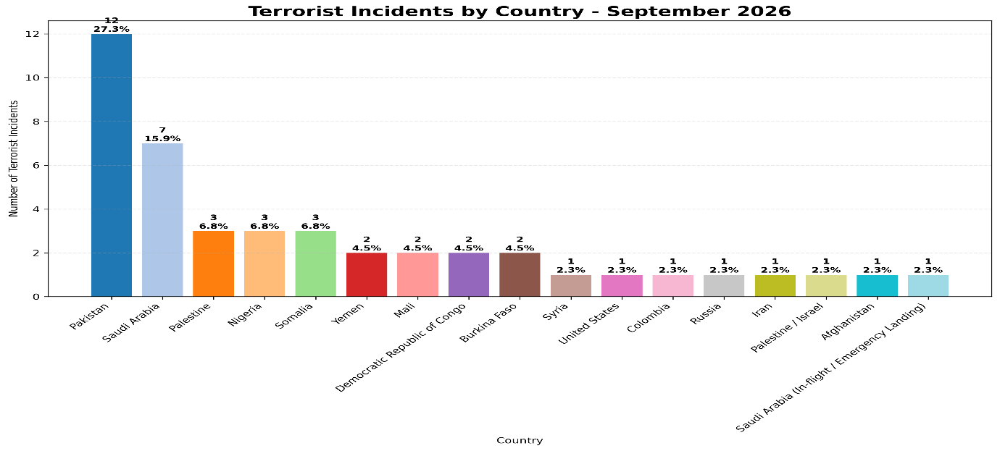 Terrorist Incidents by Country - September 2026
Number of Terrorist Incidents
12
10
8
6
4
2
0
12
27.3%
7
15.9%
3
6.8%
3
6.8%
3
6.8%
2
4.5%
2
4.5%
2
4.5%
2
4.5%
1
2.3%
1
2.3%
1
2.3%
1
2.3%
1
2.3%
1
2.3%
1
2.3%
1
2.3%
Pakistan
Saudi Arabia
Palestine
Nigeria
Somalia
Yemen
Mali
Democratic Republic of Congo
Burkina Faso
Syria
United States
Colombia
Russia
Iran
Palestine / Israel
Afghanistan
Saudi Arabia (In-flight / Emergency Landing)
Country